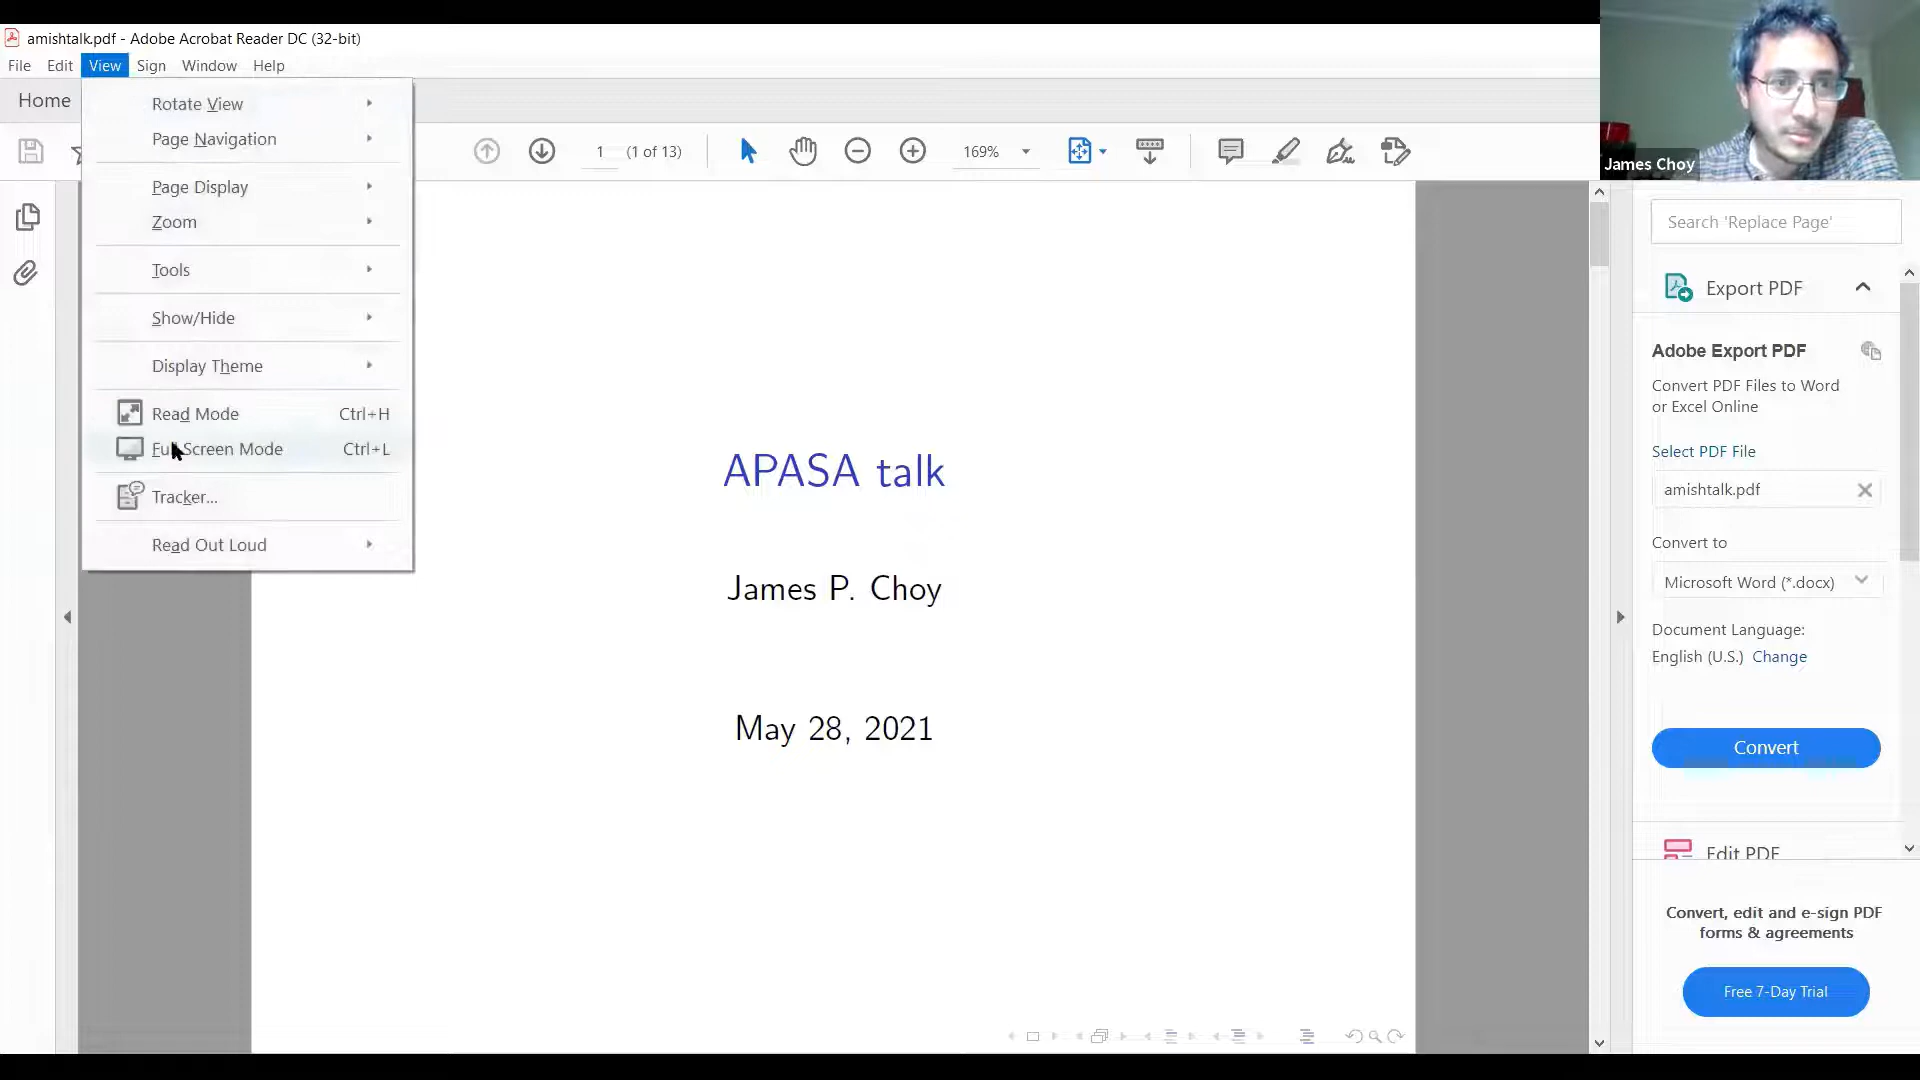 amishtalk.pdf - Adobe Acrobat Reader DC (32-bit)
File Edit View Sign Window Help
Home
Rotate View
Page Navigation
Page Display
Zoom
Tools
Show/Hide
Display Theme
Read Mode Ctrl+H
Full Screen Mode Ctrl+L
Tracker...
Read Out Loud
1 (1 of 13) 169%
APASA talk
James P. Choy
May 28, 2021
James Choy
Search 'Replace Page'
Export PDF
Adobe Export PDF
Convert PDF Files to Word
or Excel Online
Select PDF File
amishtalk.pdf
Convert to
Microsoft Word (*.docx)
Document Language:
English (U.S.) Change
Convert
Edit PDF
Convert, edit and e-sign PDF
forms & agreements
Free 7-Day Trial